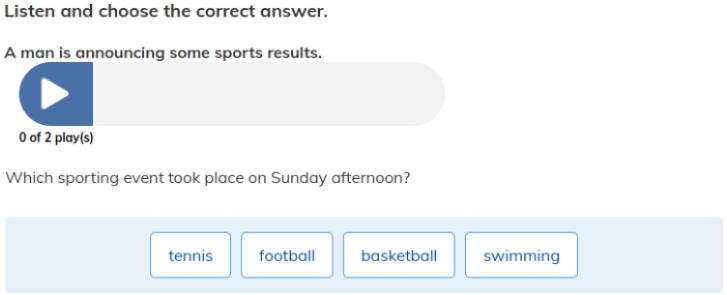 Listen and choose the correct answer.
A man is announcing some sports results.
0 of 2 play(s)
Which sporting event took place on Sunday afternoon?
tennis football basketball swimming